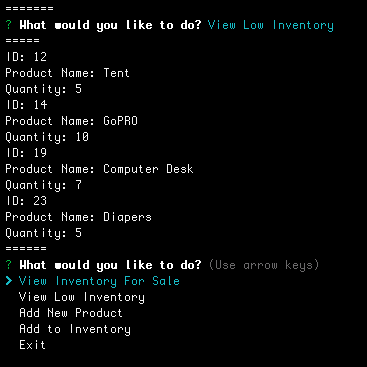 =======
? What would you like to do? View Low Inventory
=====
ID: 12
Product Name: Tent
Quantity: 5
ID: 14
Product Name: GoPRO
Quantity: 10
ID: 19
Product Name: Computer Desk
Quantity: 7
ID: 23
Product Name: Diapers
Quantity: 5
======
? What would you like to do? (Use arrow keys)
❯ View Inventory For Sale
View Low Inventory
Add New Product
Add to Inventory
Exit